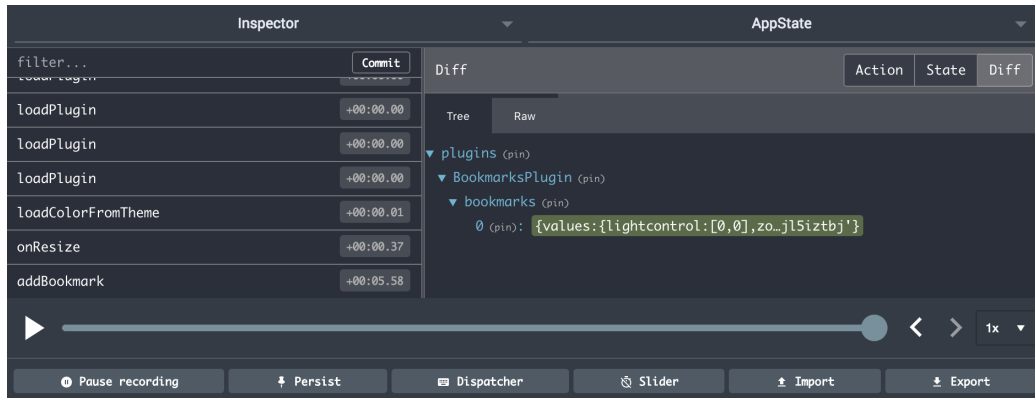 Inspector
AppState
filter...
Commit
Diff
Action
State
Diff
loadPlugin
loadPlugin +00:00.00
Tree
Raw
loadPlugin +00:00.00
▼ plugins (pin)
loadPlugin +00:00.00
▼ BookmarksPlugin (pin)
▼ bookmarks (pin)
loadColorFromTheme +00:00.01
0 (pin): {values:{lightcontrol:[0,0],zo…jl5iztbj'}
onResize +00:00.37
addBookmark +00:05.58
1x
Pause recording
Persist
Dispatcher
Slider
Import
Export